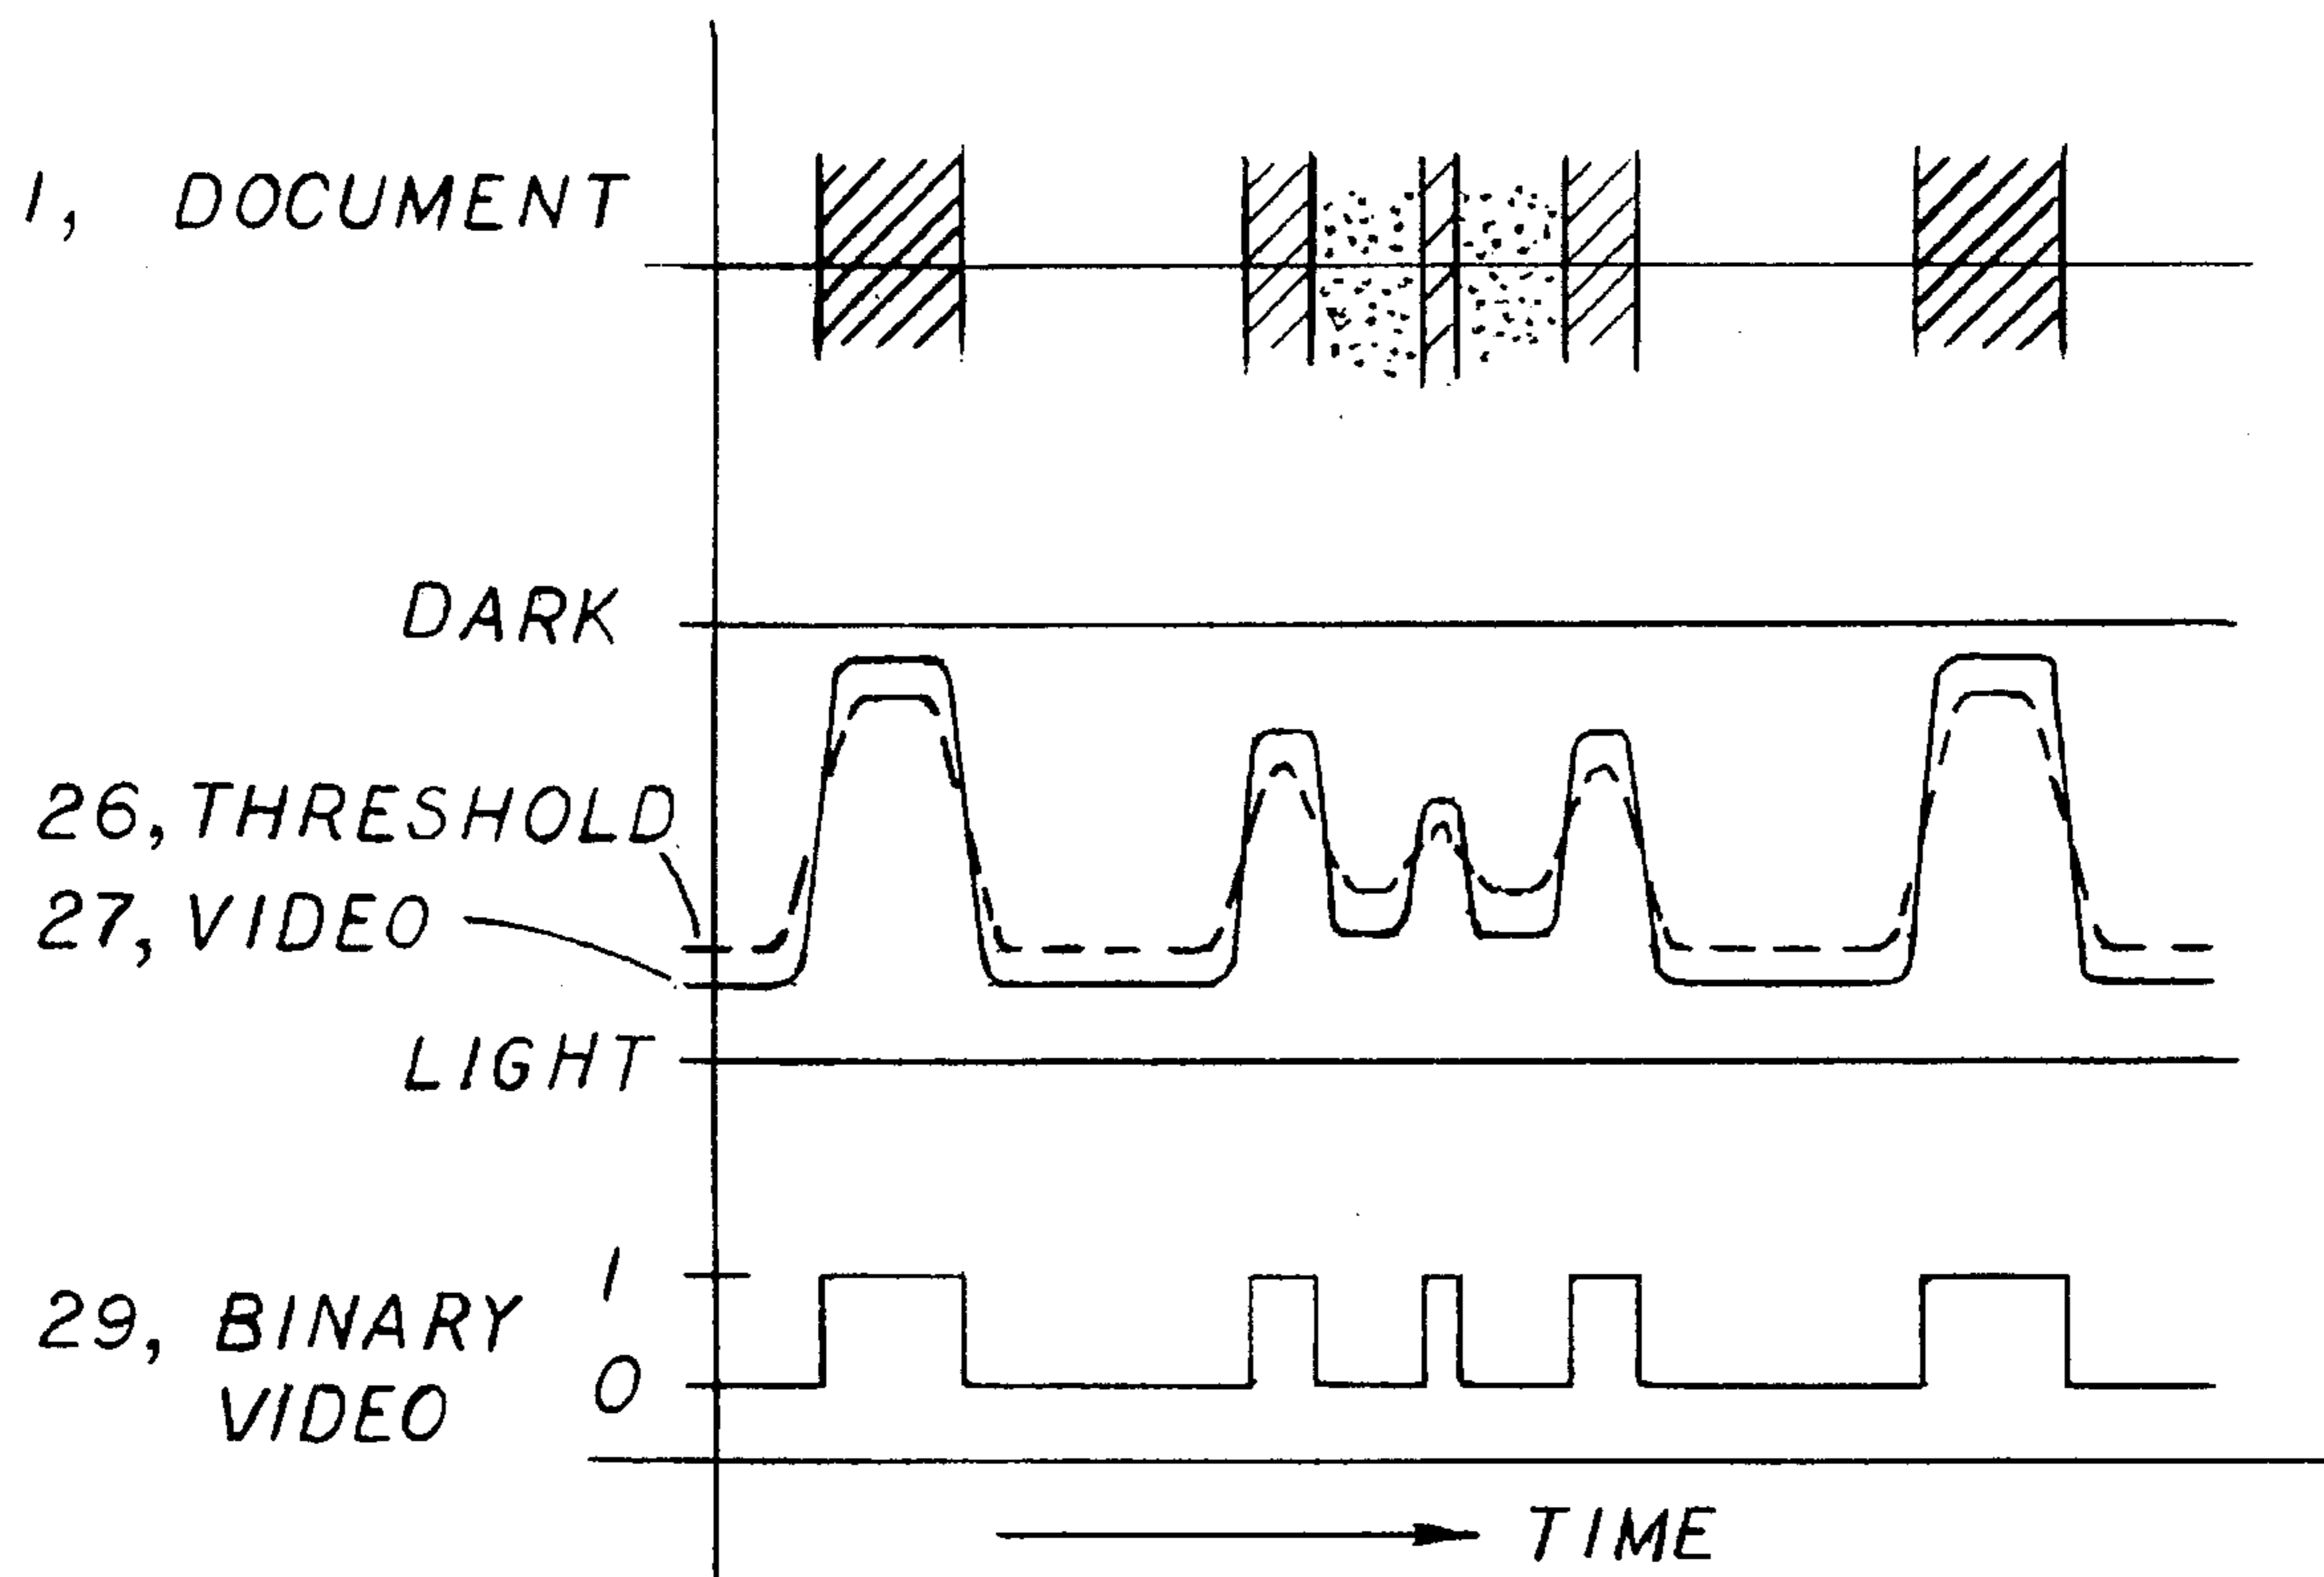 1, DOCUMENT
DARK
26, THRESHOLD
27, VIDEO
LIGHT
1
29, BINARY
0
VIDEO
TIME